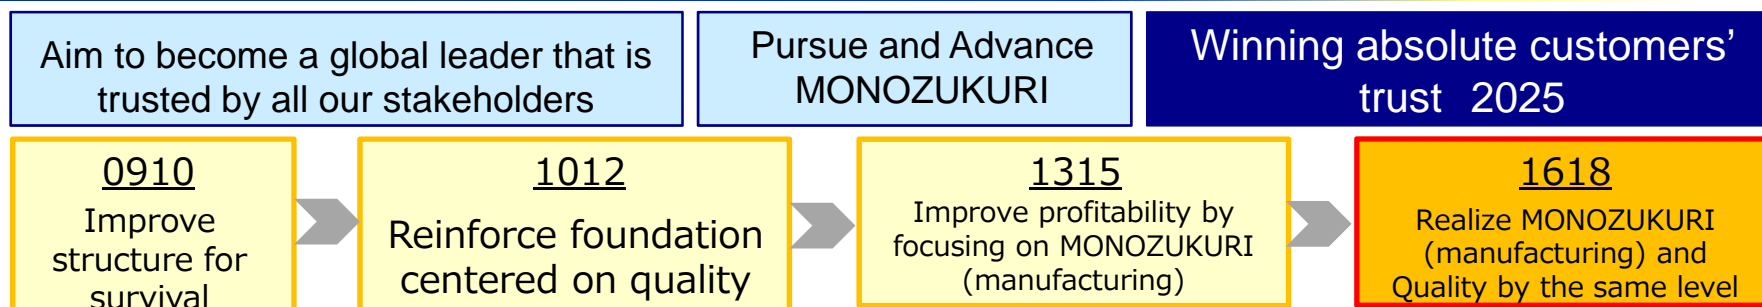 Aim to become a global leader that is
trusted by all our stakeholders
Pursue and Advance
MONOZUKURI
Winning absolute customers’
trust 2025
0910
Improve
structure for
survival
1012
Reinforce foundation
centered on quality
1315
Improve profitability by
focusing on MONOZUKURI
(manufacturing)
1618
Realize MONOZUKURI
(manufacturing) and
Quality by the same level